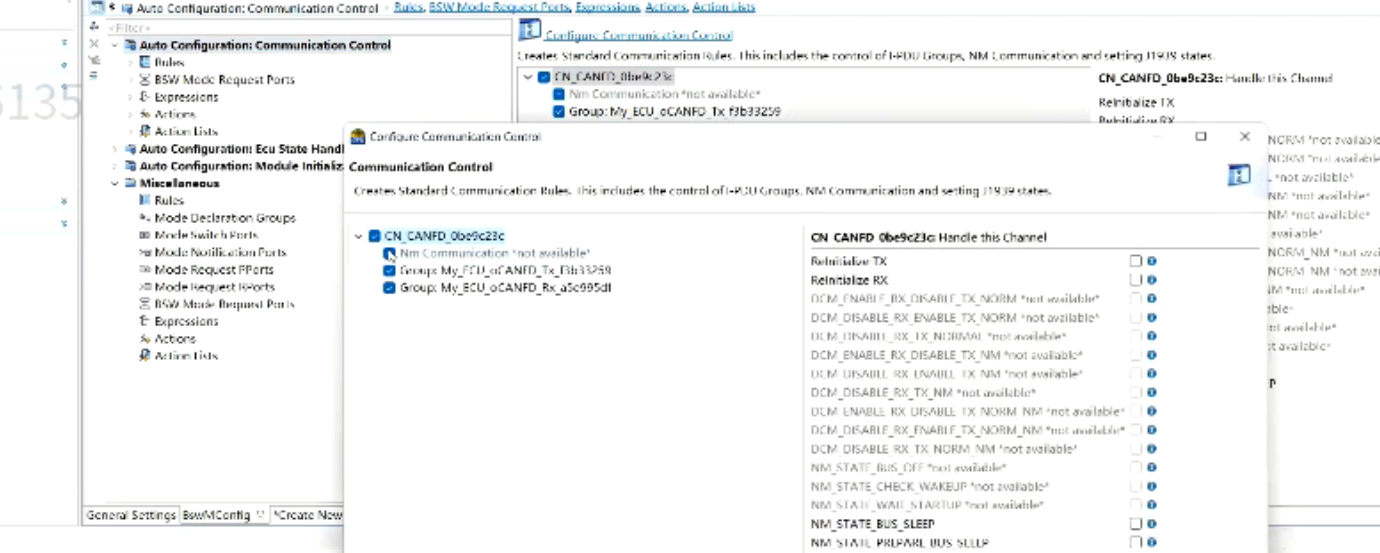 Auto Configuration: Communication Control
Rules, BSW Mode Request Ports, Expressions, Actions, Action Lists
<Filter>
Auto Configuration: Communication Control
Rules
BSW Mode Request Ports
Expressions
Actions
Action Lists
Auto Configuration: Ecu State Handl
Auto Configuration: Module Initializ
Miscellaneous
Rules
Mode Declaration Groups
Mode Switch Ports
Mode Notification Ports
Mode Request PPorts
Mode Request RPorts
BSW Mode Request Ports
Expressions
Actions
Action Lists
General Settings
BswMConfig
*Create New
5135
Configure Communication Control
Creates Standard Communication Rules. This includes the control of I-PDU Groups, NM Communication and setting J1939 states.
CN_CANFD_0be9c23c
Nm Communication *not available*
Group: My_ECU_oCANFD_Tx_f3b33259
CN_CANFD_0be9c23c: Handle this Channel
Reinitialize TX
Reinitialize RX
NORM *not available
NORM *not available
*not available*
NM *not available*
NM *not available*
available*
NORM_NM *not avai
NORM_NM *not avai
NM *not available*
able*
available*
t available*
P
Configure Communication Control
Communication Control
Creates Standard Communication Rules. This includes the control of I-PDU Groups, NM Communication and setting J1939 states.
CN_CANFD_0be9c23c
Nm Communication *not available*
Group: My_ECU_oCANFD_Tx_f3b33259
Group: My_ECU_oCANFD_Rx_a5c995df
CN_CANFD_0be9c23c: Handle this Channel
Reinitialize TX
Reinitialize RX
DCM_ENABLE_RX_DISABLE_TX_NORM *not available*
DCM_DISABLE_RX_ENABLE_TX_NORM *not available*
DCM_DISABLE_RX_TX_NORMAL *not available*
DCM_ENABLE_RX_DISABLE_TX_NM *not available*
DCM_DISABLE_RX_ENABLE_TX_NM *not available*
DCM_DISABLE_RX_TX_NM *not available*
DCM_ENABLE_RX_DISABLE_TX_NORM_NM *not available*
DCM_DISABLE_RX_ENABLE_TX_NORM_NM *not available*
DCM_DISABLE_RX_TX_NORM_NM *not available*
NM_STATE_BUS_OFF *not available*
NM_STATE_CHECK_WAKEUP *not available*
NM_STATE_WAIT_STARTUP *not available*
NM_STATE_BUS_SLEEP
NM_STATE_PREPARE_BUS_SLEEP